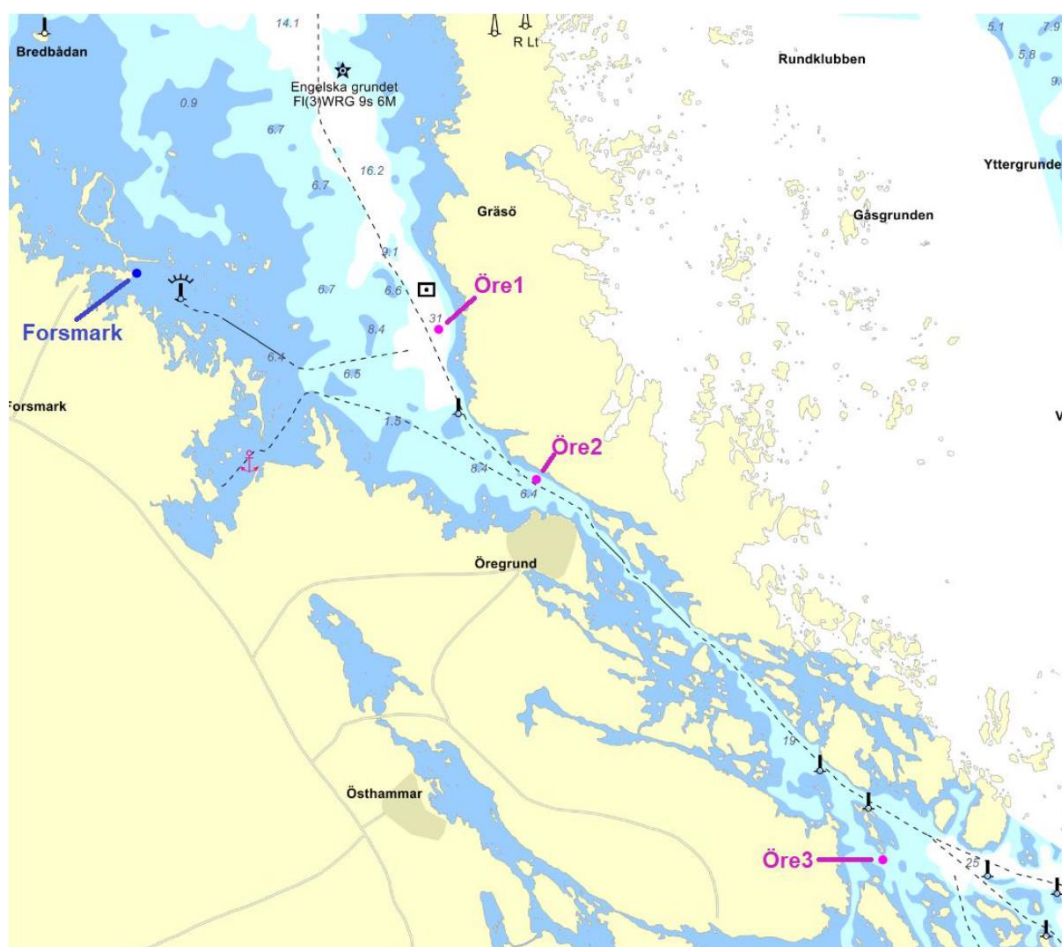 14.1
R Lt
5.1
7.9
Bredbådan
Rundklubben
5.8
Engelska grundet
Fl(3)WRG 9s 6M
0.9
6.7
16.2
Yttergrunde
6.7
Gräsö
Gåsgrunden
9.1
Forsmark
6.7
6.6
Öre1
31
8.4
6.4
6.5
Forsmark
1.5
Öre2
8.4
6.4
Öregrund
19
Östhammar
Öre3
25